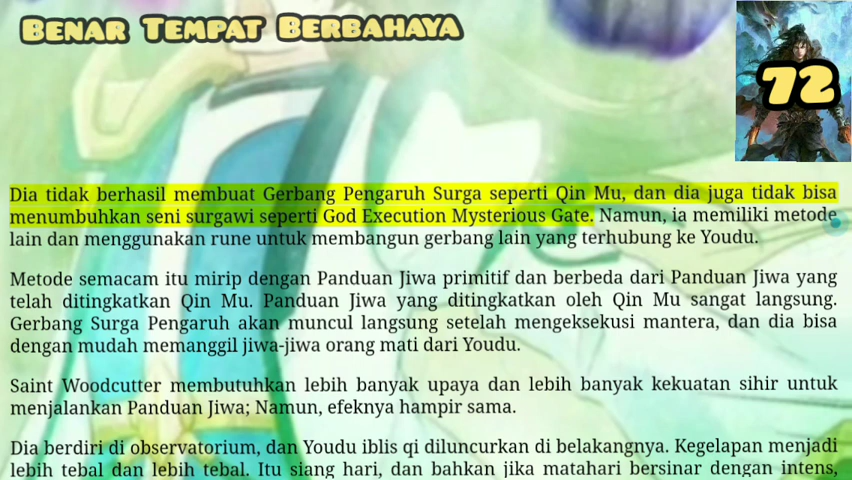 Benar Tempat Berbahaya
72
Dia tidak berhasil membuat Gerbang Pengaruh Surga seperti Qin Mu, dan dia juga tidak bisa
menumbuhkan seni surgawi seperti God Execution Mysterious Gate. Namun, ia memiliki metode
lain dan menggunakan rune untuk membangun gerbang lain yang terhubung ke Youdu.
Metode semacam itu mirip dengan Panduan Jiwa primitif dan berbeda dari Panduan Jiwa yang
telah ditingkatkan Qin Mu. Panduan Jiwa yang ditingkatkan oleh Qin Mu sangat langsung.
Gerbang Surga Pengaruh akan muncul langsung setelah mengeksekusi mantera, dan dia bisa
dengan mudah memanggil jiwa-jiwa orang mati dari Youdu.
Saint Woodcutter membutuhkan lebih banyak upaya dan lebih banyak kekuatan sihir untuk
menjalankan Panduan Jiwa; Namun, efeknya hampir sama.
Dia berdiri di observatorium, dan Youdu iblis qi diluncurkan di belakangnya. Kegelapan menjadi
lebih tebal dan lebih tebal. Itu siang hari, dan bahkan jika matahari bersinar dengan intens,